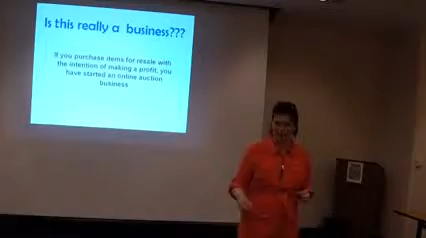 Is this really a business???
If you purchase items for resale with
the intention of making a profit, you
have started an online auction
business